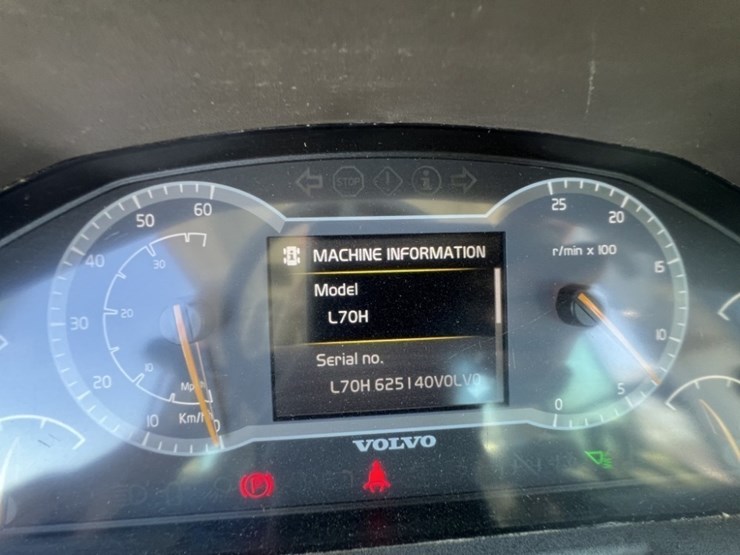 STOP
50
60
40
30
30
20
20
10
10
Km/h
MACHINE INFORMATION
Model
L70H
Serial no.
L70H 625140VOLVO
25
20
r/min x 100
15
10
5
0
VOLVO